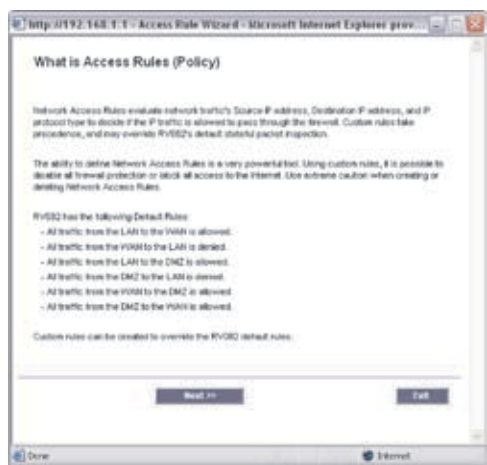 http://192.168.1.1 - Access Rule Wizard - Microsoft Internet Explorer prov...
What is Access Rules (Policy)
Network Access Rules evaluate network traffic's Source IP address, Destination IP address, and IP
protocol type to decide if the IP traffic is allowed to pass through the firewall. Custom rules take
precedence, and may override RV082's default stateful packet inspection.
The ability to define Network Access Rules is a very powerful tool. Using custom rules, it is possible to
disable all firewall protection or block all access to the Internet. Use extreme caution when creating or
deleting Network Access Rules.
RV082 has the following Default Rules:
- All traffic from the LAN to the WAN is allowed.
- All traffic from the WAN to the LAN is denied.
- All traffic from the LAN to the DMZ is allowed.
- All traffic from the DMZ to the LAN is denied.
- All traffic from the WAN to the DMZ is allowed.
- All traffic from the DMZ to the WAN is allowed.
Custom rules can be created to override the RV082 default rules.
Next >>
Exit
Done
Internet